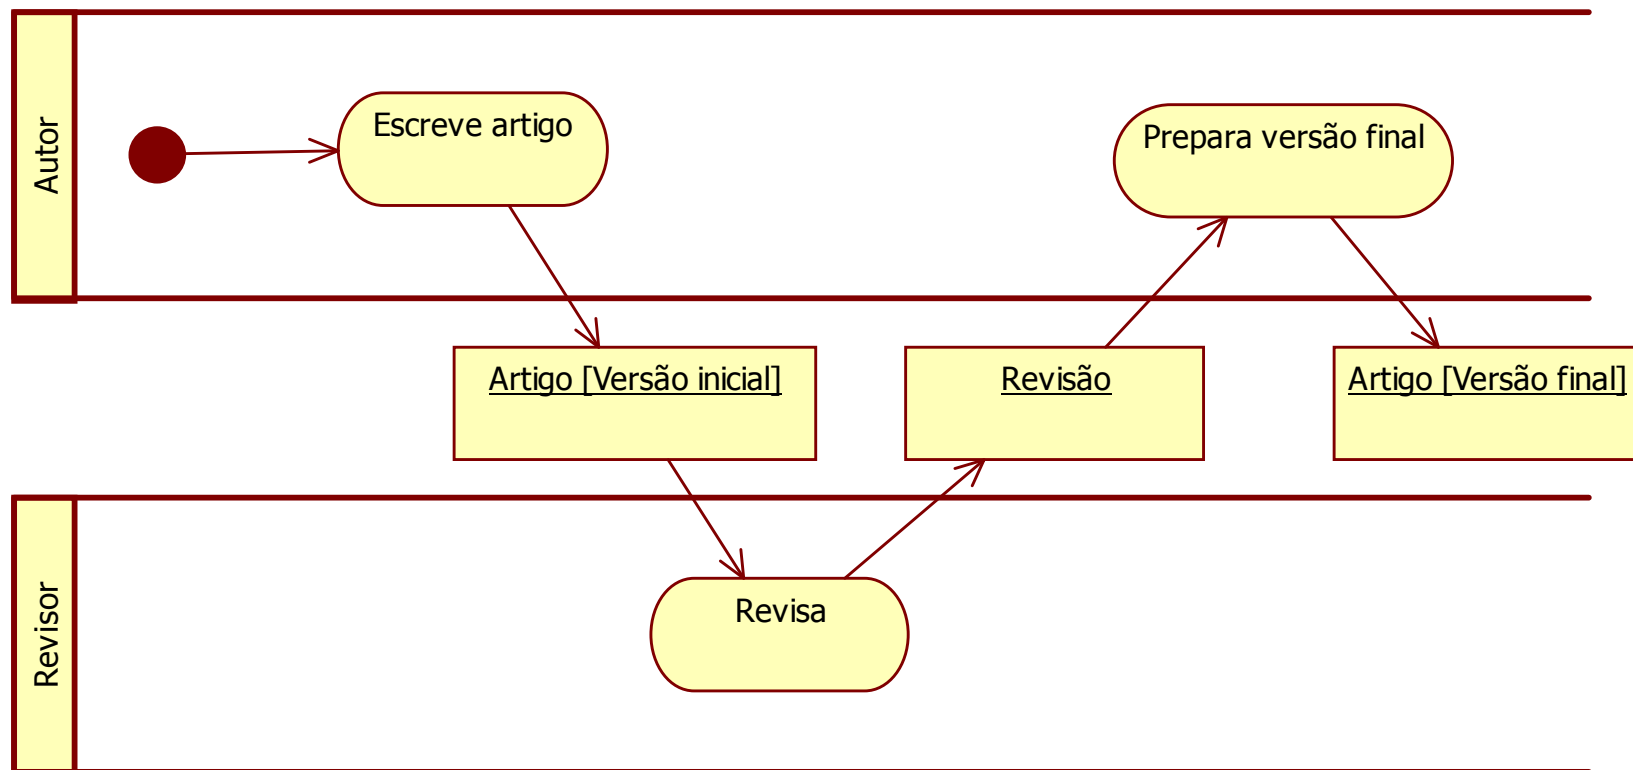 Autor
Escreve artigo
Prepara versão final
Artigo [Versão inicial]
Revisão
Artigo [Versão final]
Revisor
Revisa